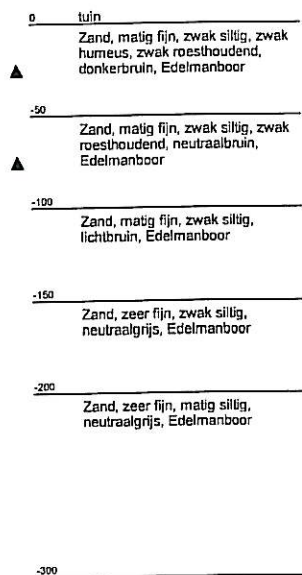 0 tuin
Zand, matig fijn, zwak siltig, zwak
humeus, zwak roesthoudend,
donkerbruin, Edelmanboor
-50
Zand, matig fijn, zwak siltig, zwak
roesthoudend, neutraalbruin,
Edelmanboor
-100
Zand, matig fijn, zwak siltig,
lichtbruin, Edelmanboor
-150
Zand, zeer fijn, zwak siltig,
neutraalgrijs, Edelmanboor
-200
Zand, zeer fijn, matig siltig,
neutraalgrijs, Edelmanboor
-300